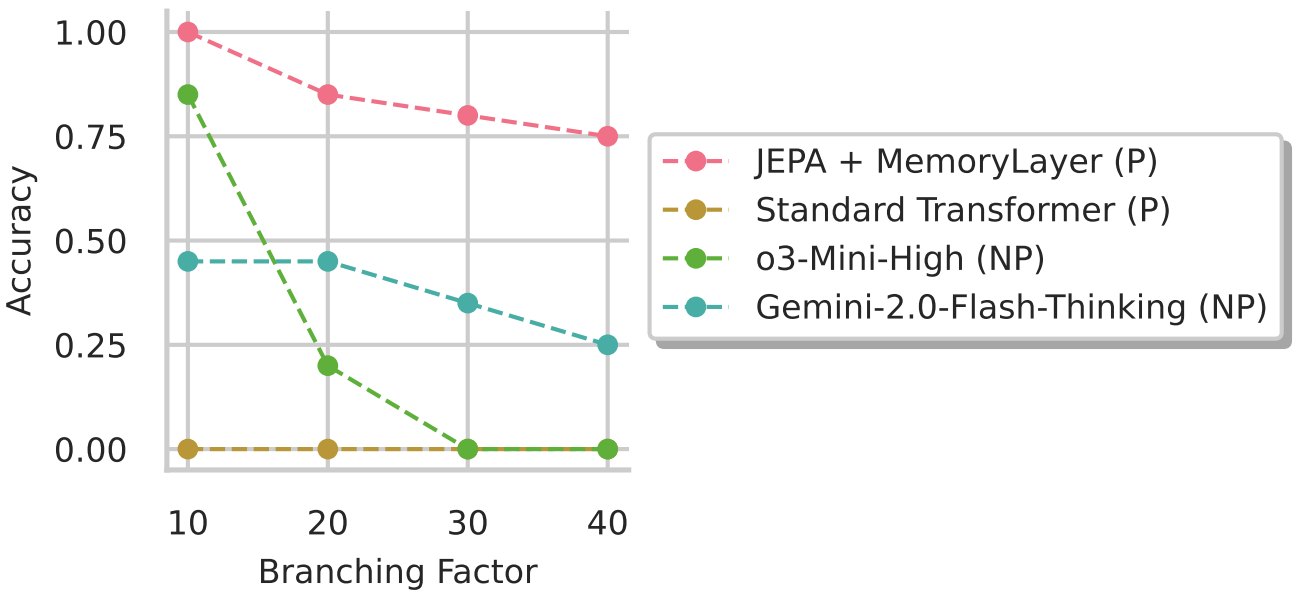 1.00
0.75
0.50
0.25
0.00
Accuracy
10 20 30 40
Branching Factor
JEPA + MemoryLayer (P)
Standard Transformer (P)
o3-Mini-High (NP)
Gemini-2.0-Flash-Thinking (NP)